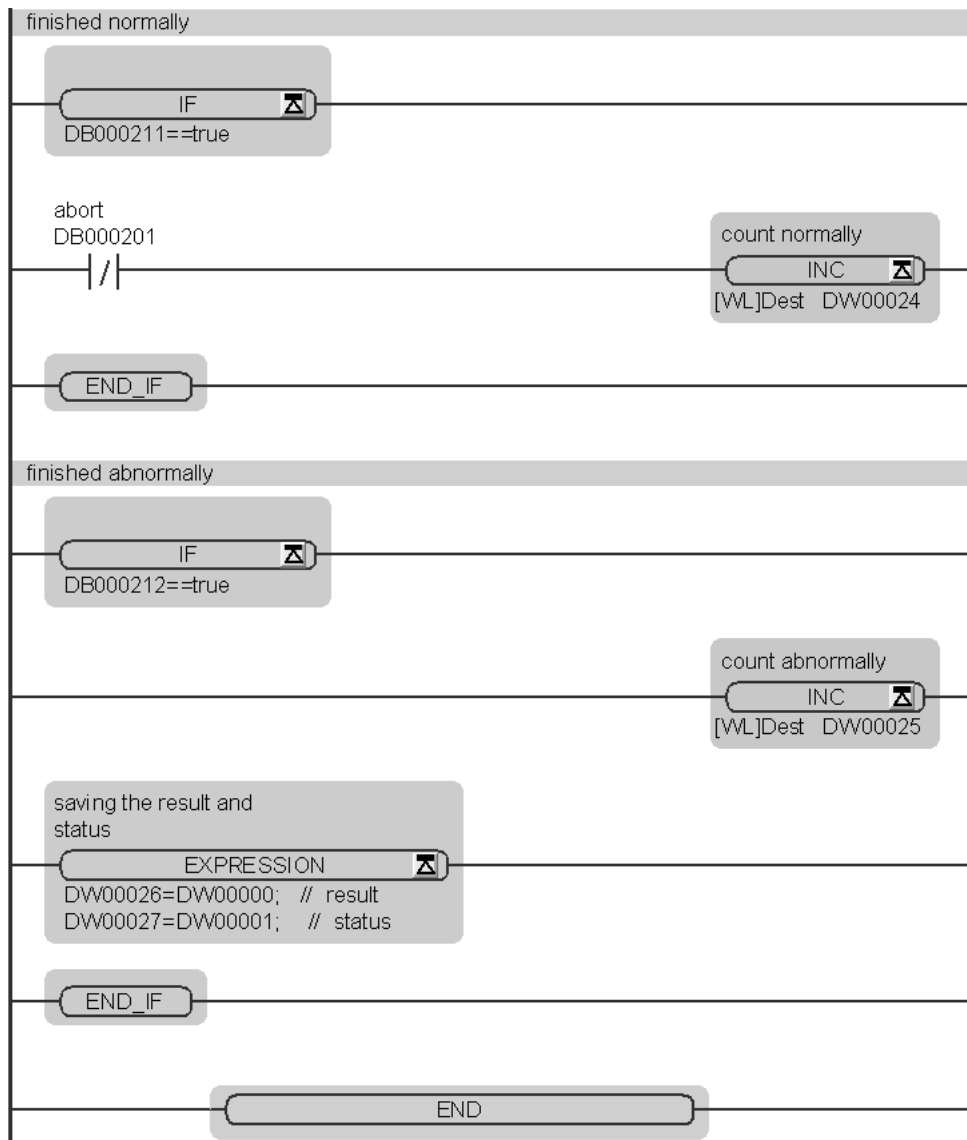 finished normally
IF
DB000211==true
abort
DB000201
count normally
INC
[WL]Dest DW00024
END_IF
finished abnormally
IF
DB000212==true
count abnormally
INC
[WL]Dest DW00025
saving the result and
status
EXPRESSION
DW00026=DW00000; // result
DW00027=DW00001; // status
END_IF
END